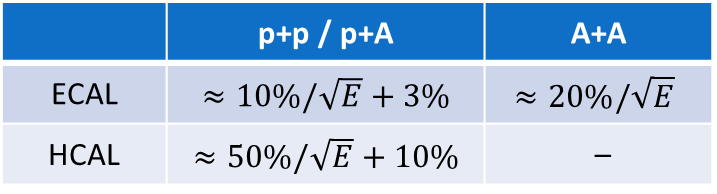 p+p / p+A A+A
ECAL ≈ 10%/√E + 3% ≈ 20%/√E
HCAL ≈ 50%/√E + 10% –